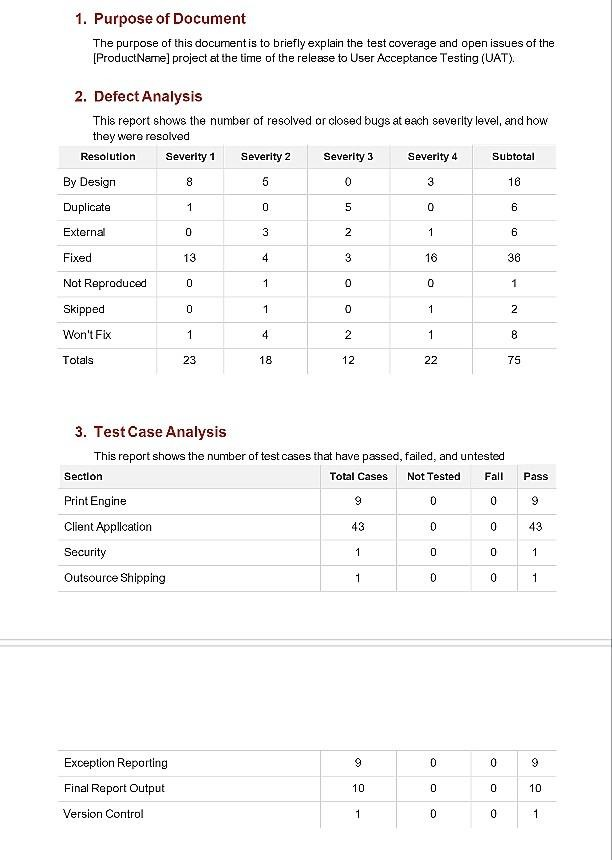 1. Purpose of Document
The purpose of this document is to briefly explain the test coverage and open issues of the
[ProductName] project at the time of the release to User Acceptance Testing (UAT).
2. Defect Analysis
This report shows the number of resolved or closed bugs at each severity level, and how
they were resolved
Resolution Severity 1 Severity 2 Severity 3 Severity 4 Subtotal
By Design 8 5 0 3 16
Duplicate 1 0 5 0 6
External 0 3 2 1 6
Fixed 13 4 3 16 36
Not Reproduced 0 1 0 0 1
Skipped 0 1 0 1 2
Won't Fix 1 4 2 1 8
Totals 23 18 12 22 75
3. Test Case Analysis
This report shows the number of test cases that have passed, failed, and untested
Section Total Cases Not Tested Fail Pass
Print Engine 9 0 0 9
Client Application 43 0 0 43
Security 1 0 0 1
Outsource Shipping 1 0 0 1
Exception Reporting 9 0 0 9
Final Report Output 10 0 0 10
Version Control 1 0 0 1